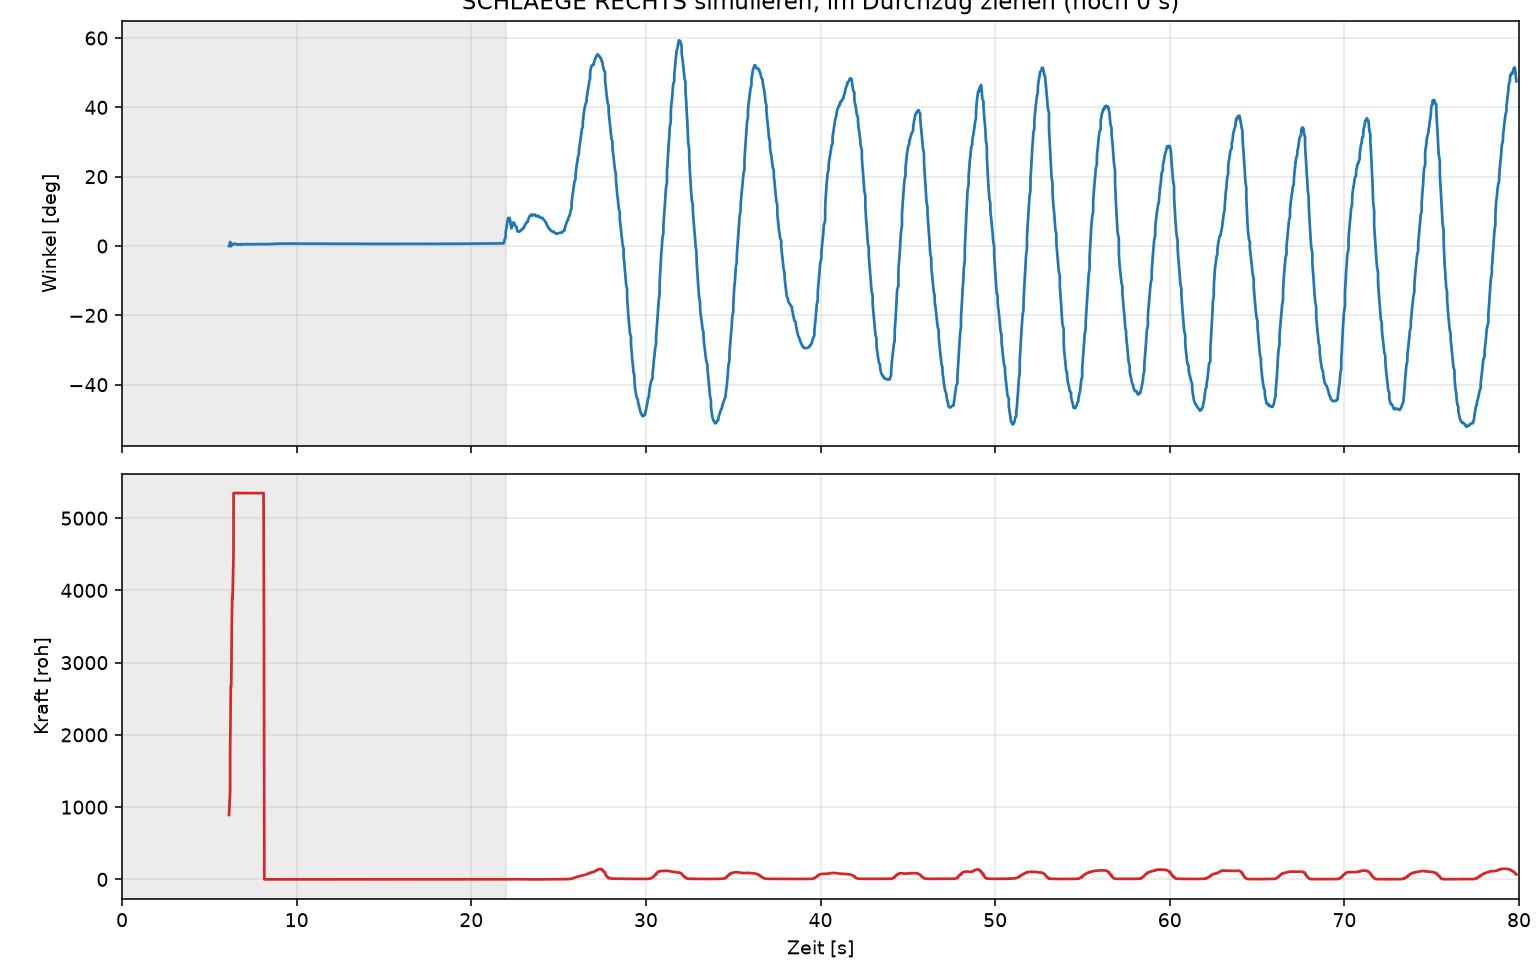 SCHLAEGE RECHTS simulieren, im Durchzug ziehen (noch 0 s)
60
40
20
0
−20
−40
Winkel [deg]
5000
4000
3000
2000
1000
0
Kraft [roh]
0 10 20 30 40 50 60 70 80
Zeit [s]